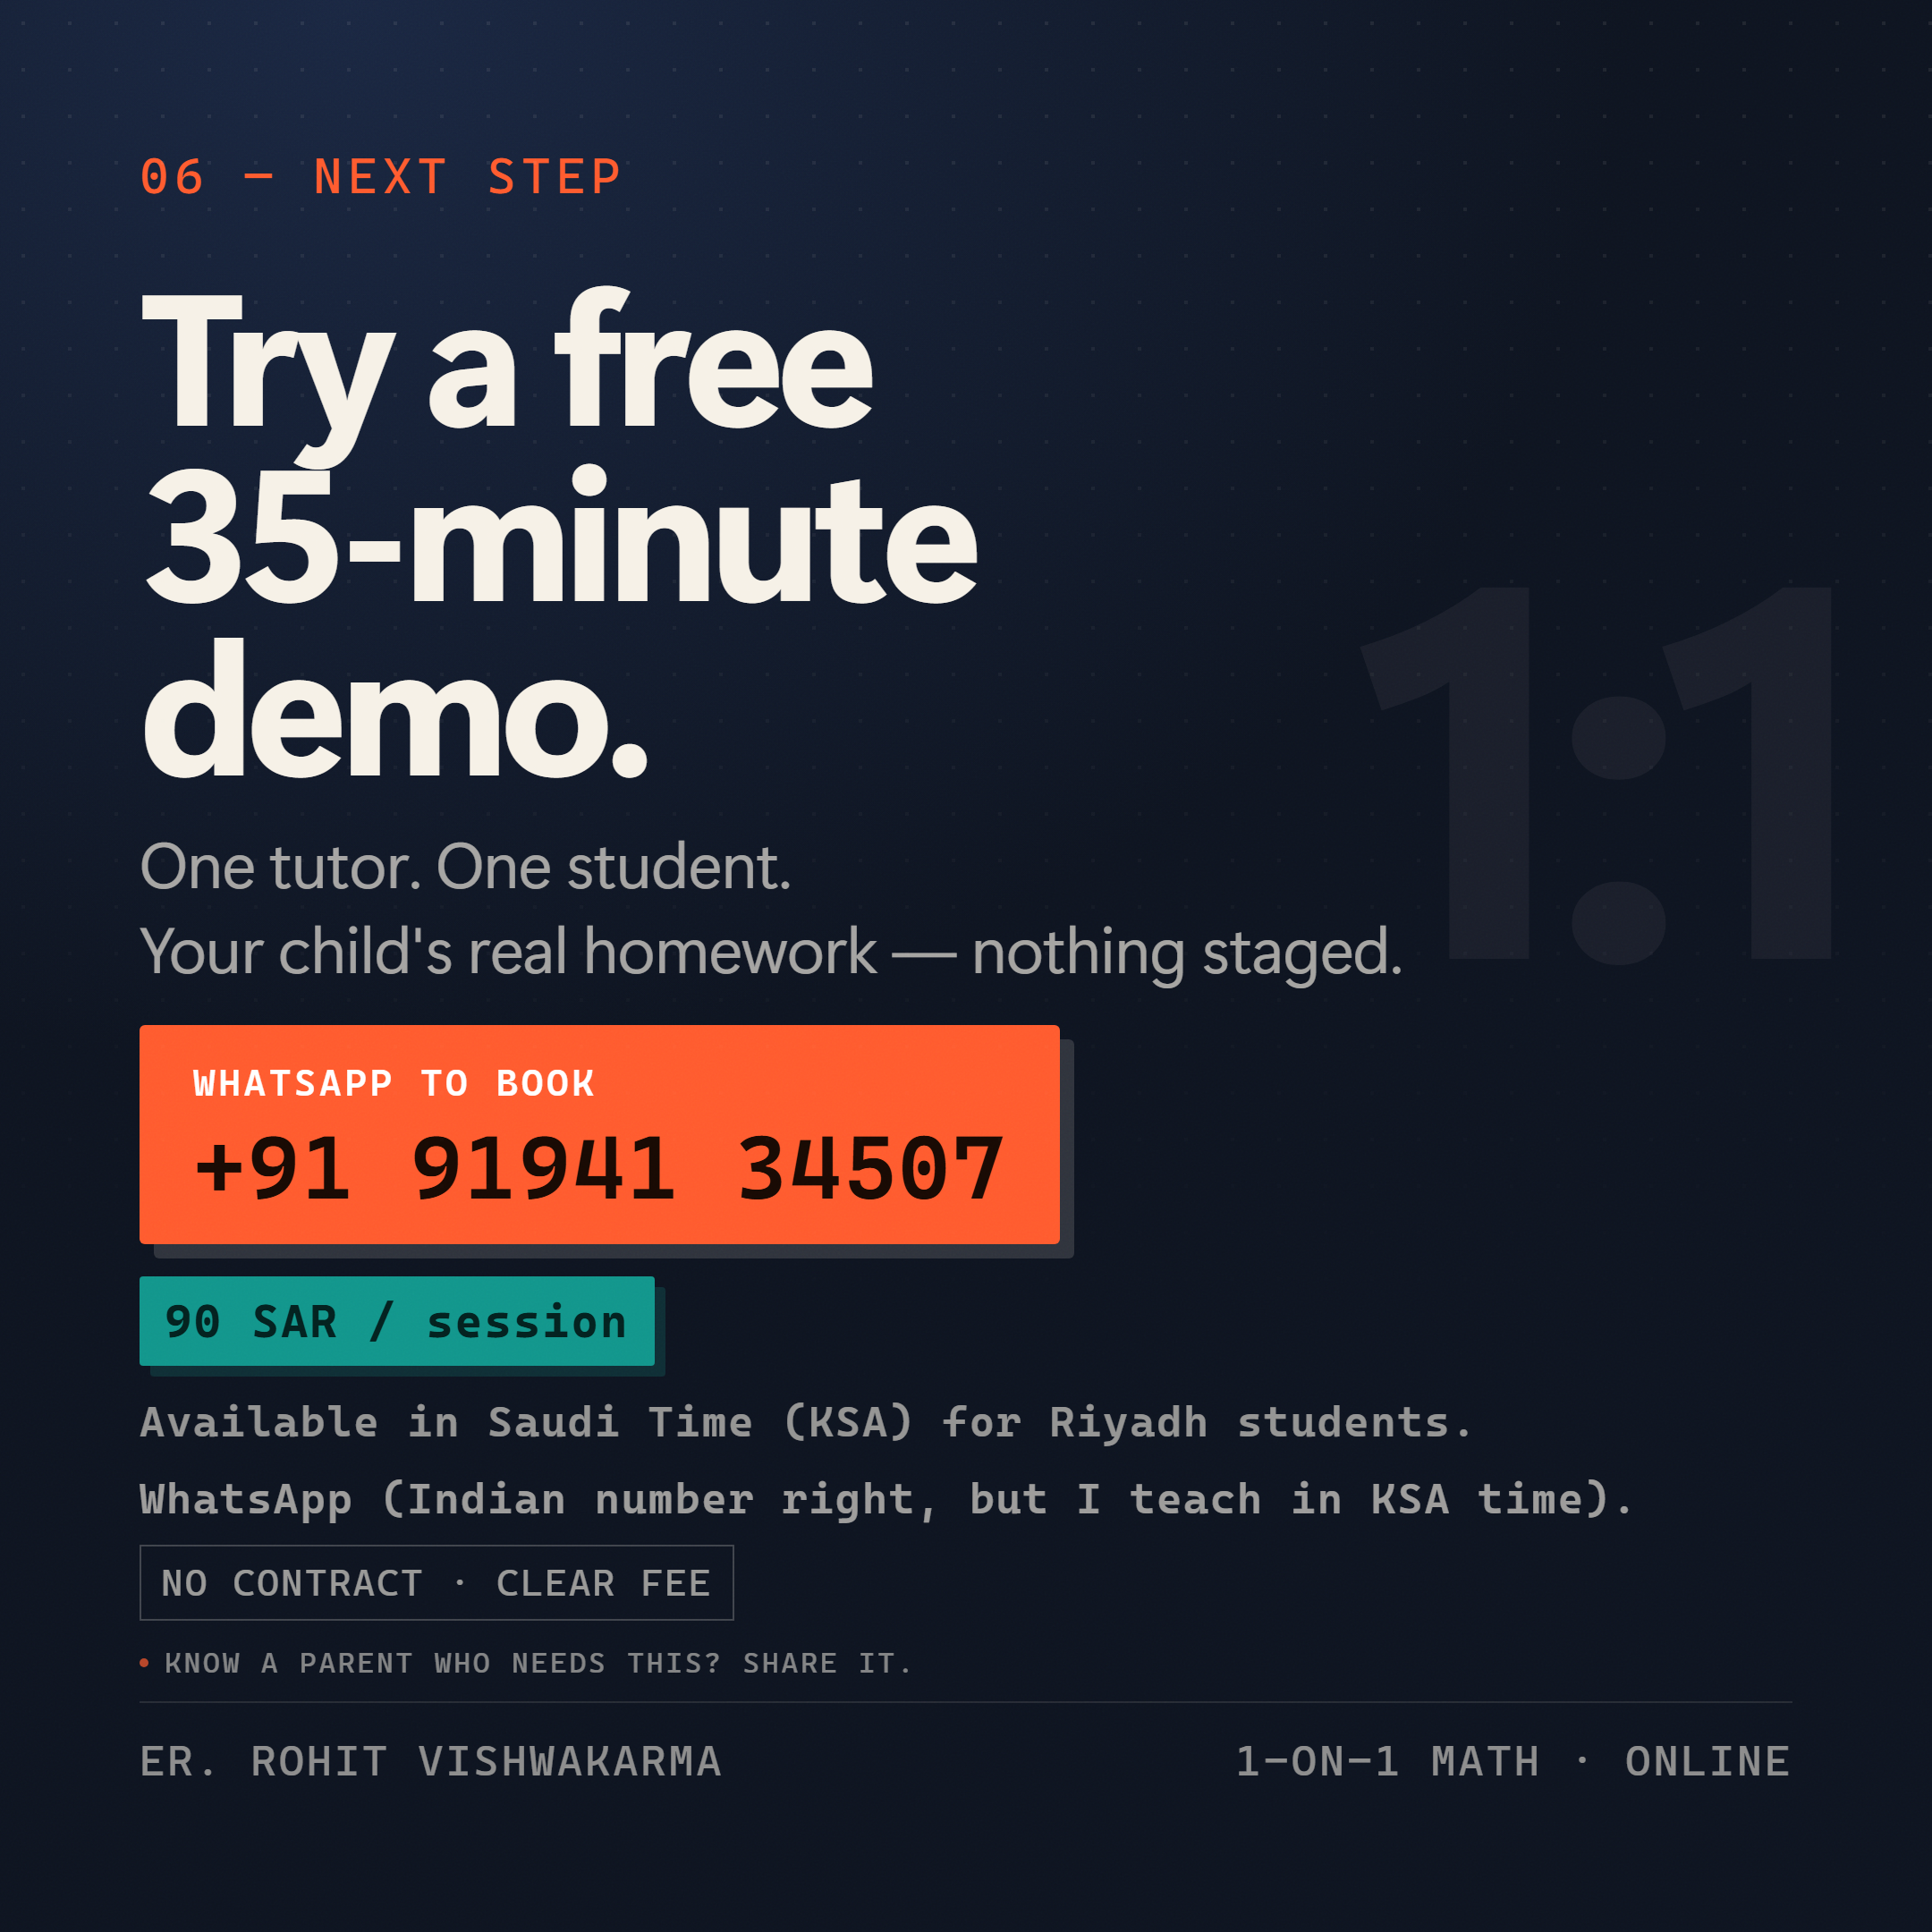 06 — NEXT STEP
Try a free
35-minute
demo.
1:1
One tutor. One student.
Your child's real homework — nothing staged.
WHATSAPP TO BOOK
+91 91941 34507
90 SAR / session
Available in Saudi Time (KSA) for Riyadh students.
WhatsApp (Indian number right, but I teach in KSA time).
NO CONTRACT · CLEAR FEE
• KNOW A PARENT WHO NEEDS THIS? SHARE IT.
ER. ROHIT VISHWAKARMA
1-ON-1 MATH · ONLINE